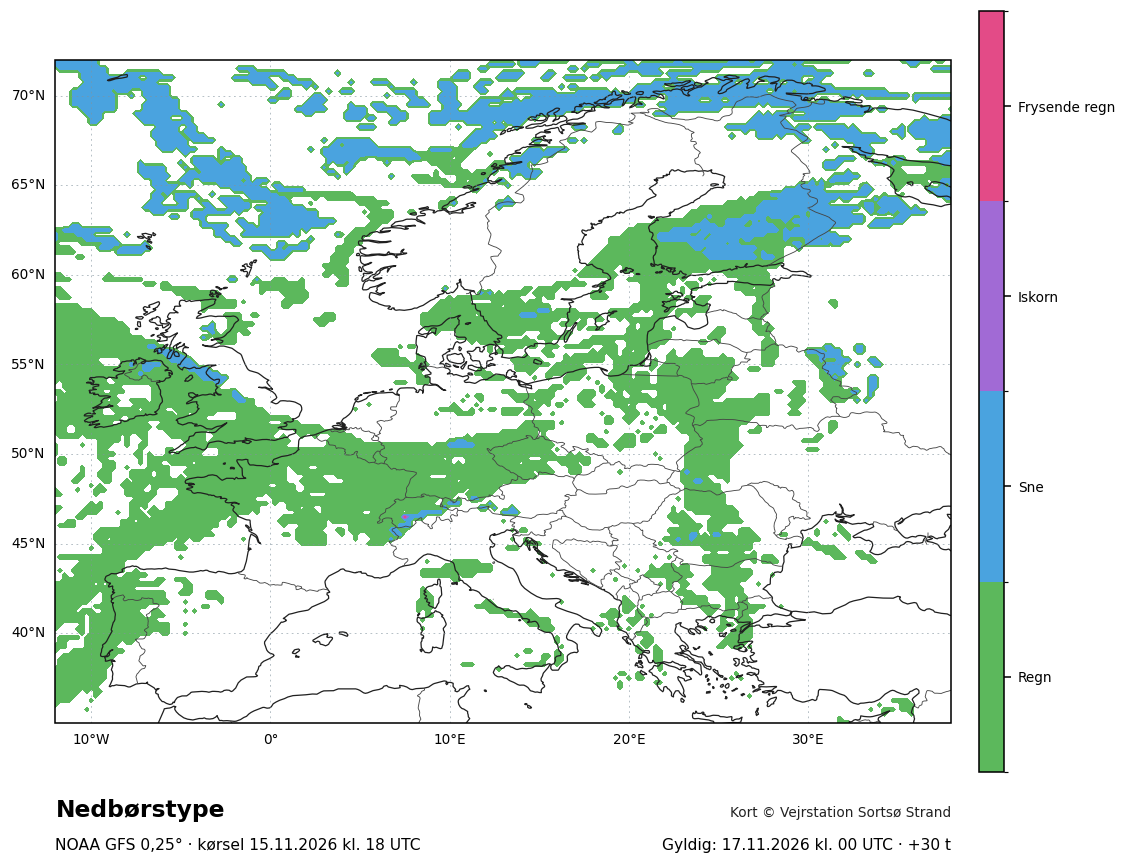 70°N
65°N
60°N
55°N
50°N
45°N
40°N
10°W
0°
10°E
20°E
30°E
Frysende regn
Iskorn
Sne
Regn
Nedbørstype
Kort © Vejrstation Sortsø Strand
NOAA GFS 0,25° · kørsel 15.11.2026 kl. 18 UTC
Gyldig: 17.11.2026 kl. 00 UTC · +30 t